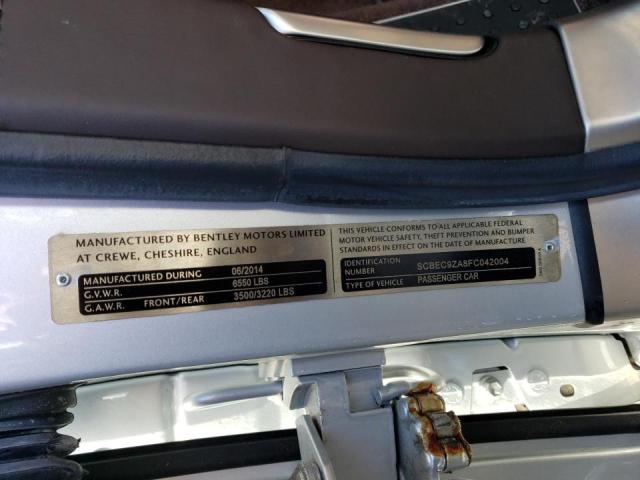 MANUFACTURED BY BENTLEY MOTORS LIMITED
AT CREWE, CHESHIRE, ENGLAND
MANUFACTURED DURING 06/2014
G.V.W.R. 6550 LBS
G.A.W.R. FRONT/REAR 3500/3220 LBS
THIS VEHICLE CONFORMS TO ALL APPLICABLE FEDERAL
MOTOR VEHICLE SAFETY, THEFT PREVENTION AND BUMPER
STANDARDS IN EFFECT ON THE DATE OF MANUFACTURE
IDENTIFICATION NUMBER SCBEC9ZA8FC042004
TYPE OF VEHICLE PASSENGER CAR